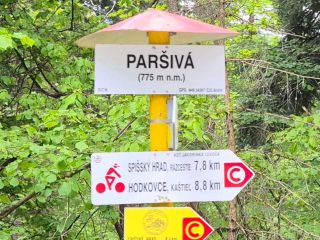 PARŠIVÁ
(775 m n.m.)
SPIŠSKÝ HRAD, RÁZCESTIE 7,8 km
HODKOVCE, KAŠTIEĽ 8,8 km
C
C